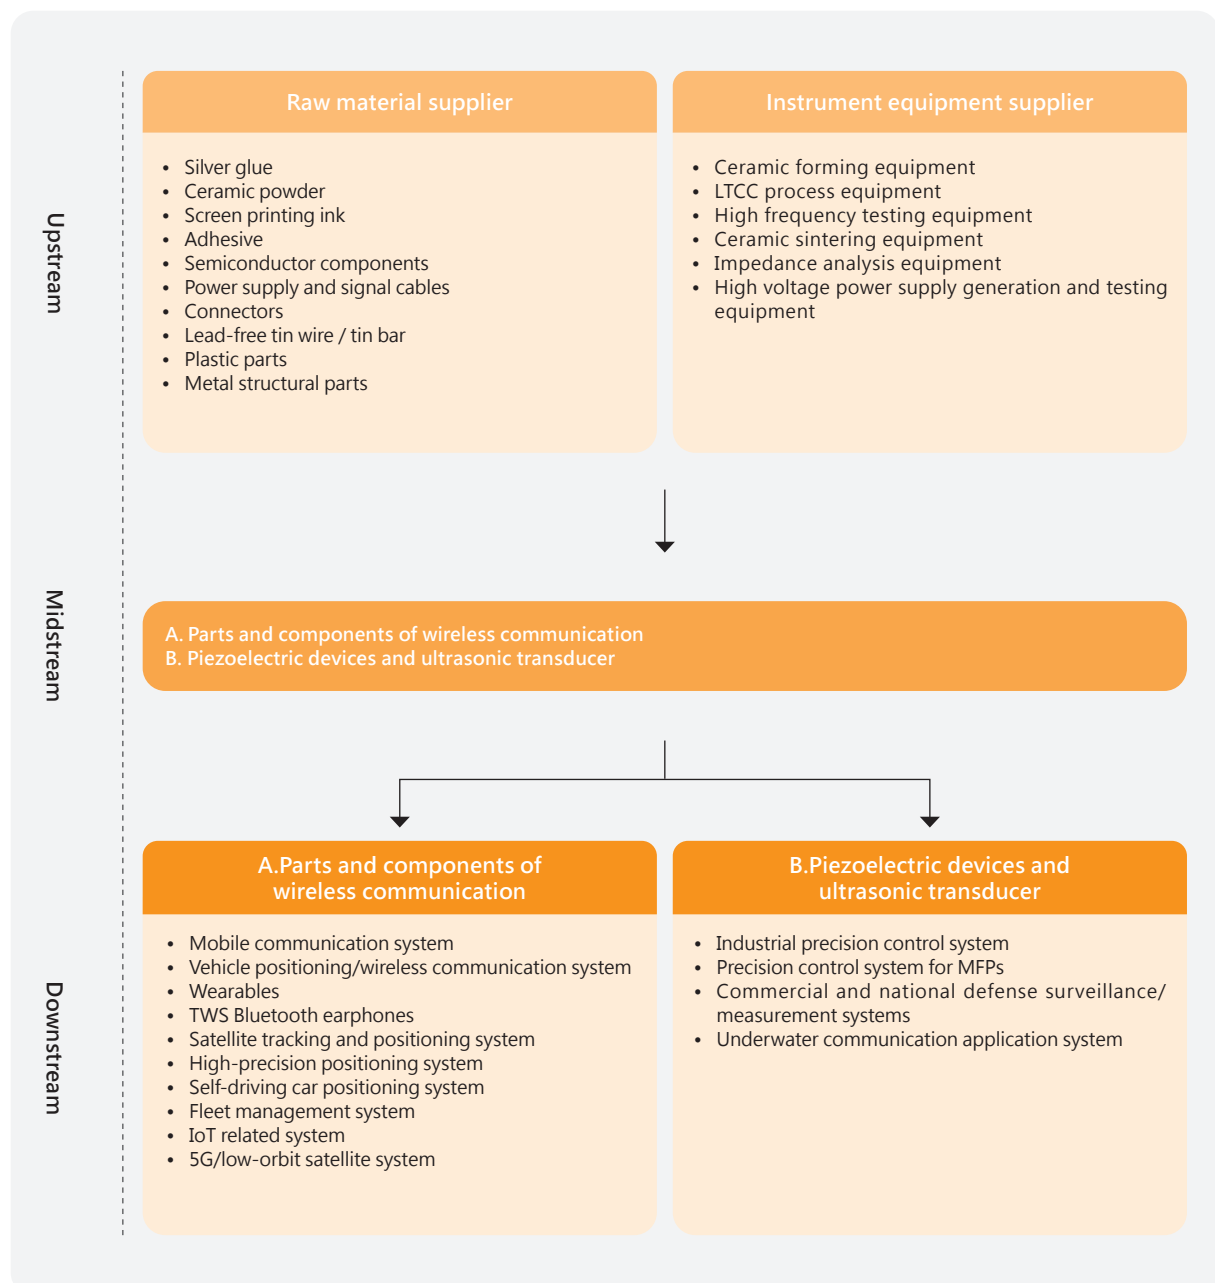 Upstream
Raw material supplier
• Silver glue
• Ceramic powder
• Screen printing ink
• Adhesive
• Semiconductor components
• Power supply and signal cables
• Connectors
• Lead-free tin wire / tin bar
• Plastic parts
• Metal structural parts
Instrument equipment supplier
• Ceramic forming equipment
• LTCC process equipment
• High frequency testing equipment
• Ceramic sintering equipment
• Impedance analysis equipment
• High voltage power supply generation and testing
equipment
Midstream
A. Parts and components of wireless communication
B. Piezoelectric devices and ultrasonic transducer
Downstream
A.Parts and components of
wireless communication
• Mobile communication system
• Vehicle positioning/wireless communication system
• Wearables
• TWS Bluetooth earphones
• Satellite tracking and positioning system
• High-precision positioning system
• Self-driving car positioning system
• Fleet management system
• IoT related system
• 5G/low-orbit satellite system
B.Piezoelectric devices and
ultrasonic transducer
• Industrial precision control system
• Precision control system for MFPs
• Commercial and national defense surveillance/
measurement systems
• Underwater communication application system